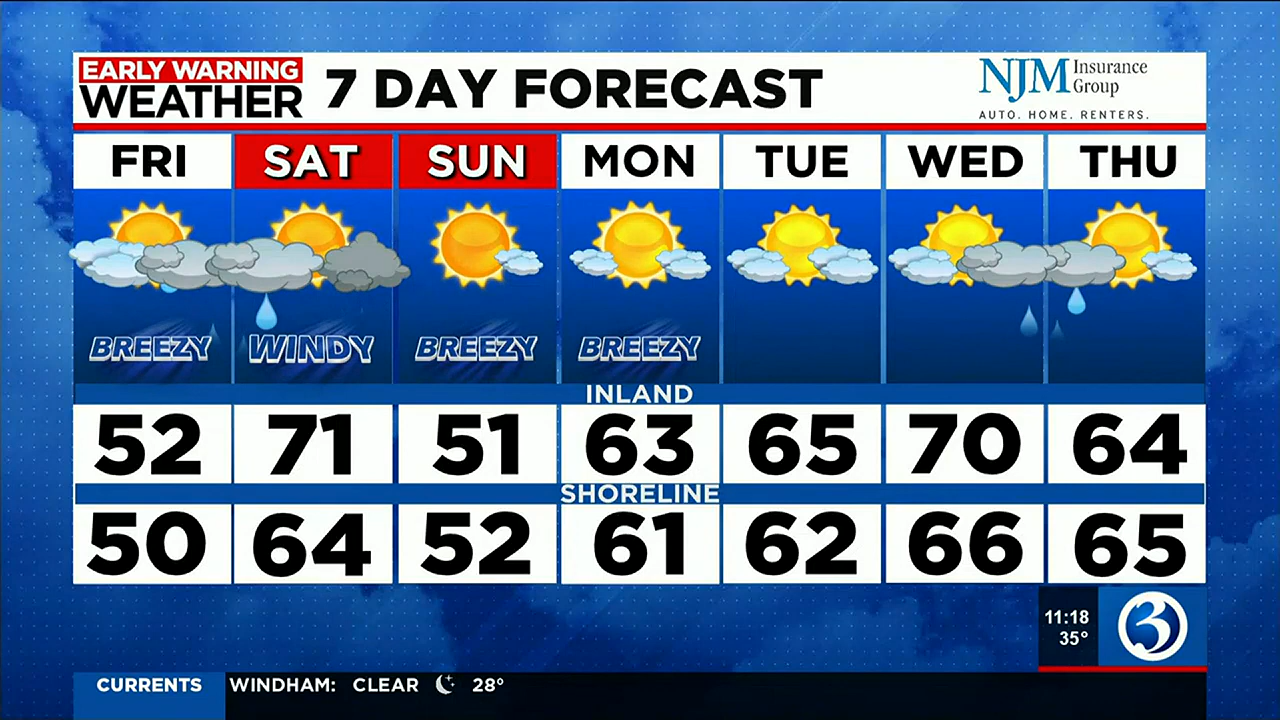 EARLY WARNING
WEATHER
7 DAY FORECAST
NJM Insurance Group
AUTO. HOME. RENTERS.
FRI SAT SUN MON TUE WED THU
BREEZY WINDY BREEZY BREEZY
INLAND
52 71 51 63 65 70 64
SHORELINE
50 64 52 61 62 66 65
11:18
35°
3
CURRENTS WINDHAM: CLEAR 28°